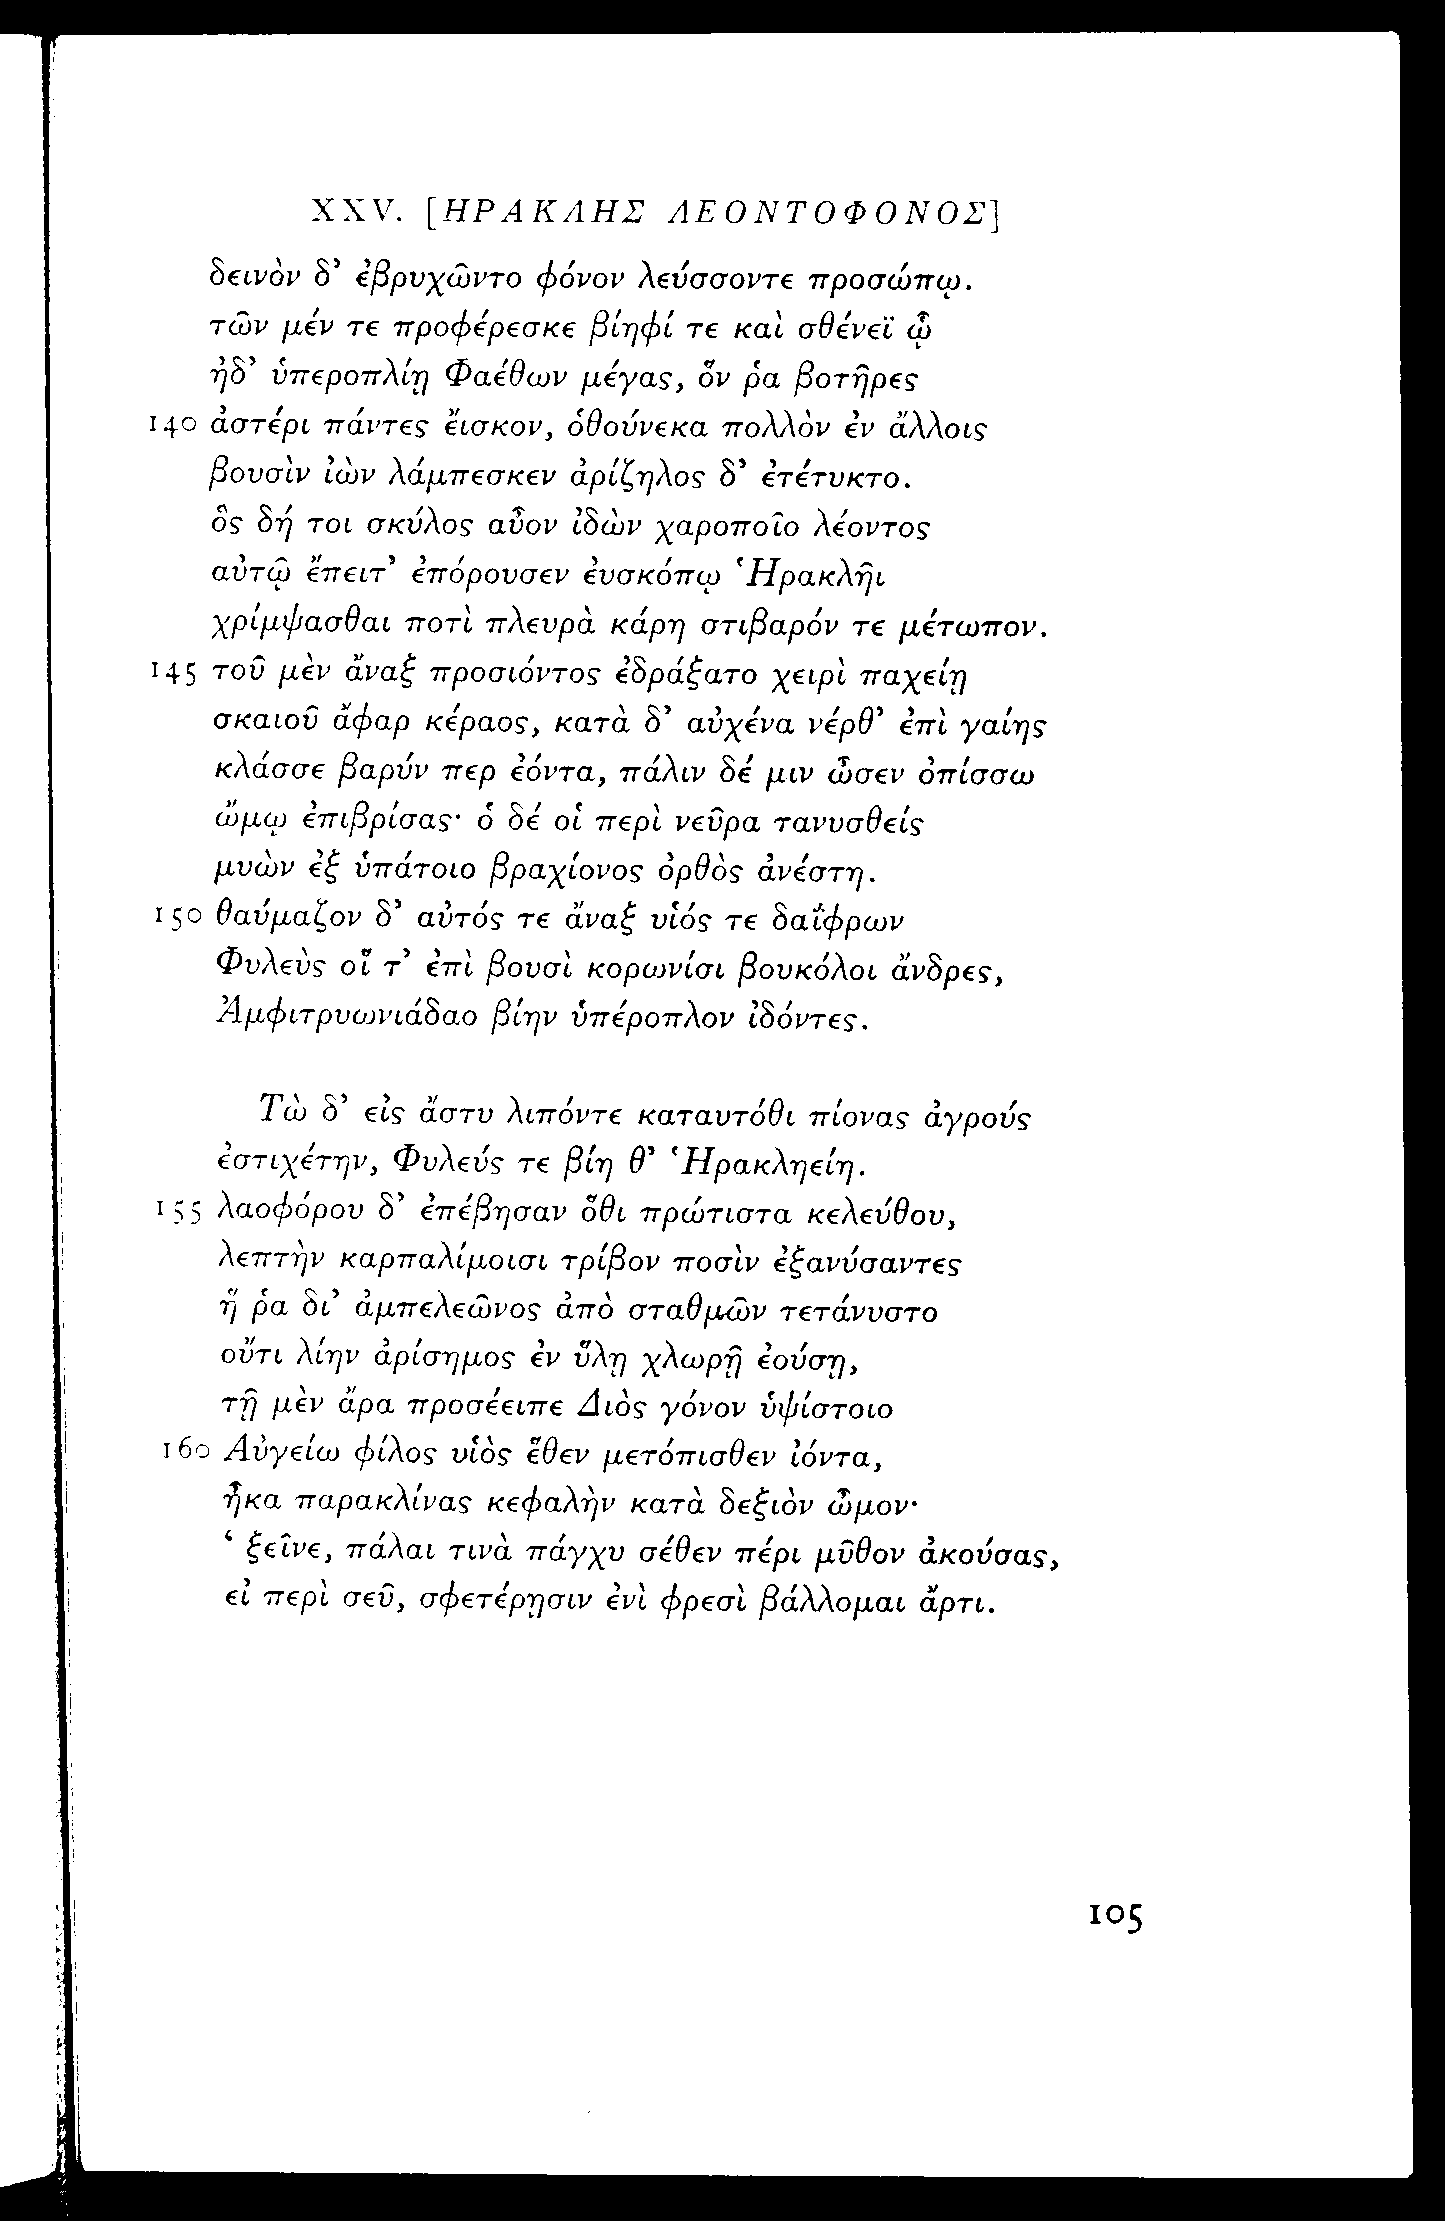 XXV. [ΗΡΑΚΛΗΣ ΛΕΟΝΤΟΦΟΝΟΣ]
δεινὸν δ’ ἐβρυχῶντο φόνον λεύσσοντε προσώπῳ.
τῶν μέν τε προφέρεσκε βίηφί τε καὶ σθένεϊ ᾧ
ἠδ’ ὑπεροπλίῃ Φαέθων μέγας, ὅν ῥα βοτῆρες
140 ἀστέρι πάντες ἔισκον, ὁθούνεκα πολλὸν ἐν ἄλλοις
βουσὶν ἰὼν λάμπεσκεν ἀρίζηλος δ’ ἐτέτυκτο.
ὃς δή τοι σκύλος αὖον ἰδὼν χαροποῖο λέοντος
αὐτῷ ἔπειτ’ ἐπόρουσεν ἐυσκόπῳ Ἡρακλῆι
χρίμψασθαι ποτὶ πλευρὰ κάρη στιβαρόν τε μέτωπον.
145 τοῦ μὲν ἄναξ προσιόντος ἐδράξατο χειρὶ παχείῃ
σκαιοῦ ἄφαρ κέραος, κατὰ δ’ αὐχένα νέρθ’ ἐπὶ γαίης
κλάσσε βαρύν περ ἐόντα, πάλιν δέ μιν ὦσεν ὀπίσσω
ὤμῳ ἐπιβρίσας· ὁ δέ οἱ περὶ νεῦρα τανυσθείς
μυὼν ἐξ ὑπάτοιο βραχίονος ὀρθὸς ἀνέστη.
150 θαύμαζον δ’ αὐτός τε ἄναξ υἱός τε δαΐφρων
Φυλεὺς οἵ τ’ ἐπὶ βουσὶ κορωνίσι βουκόλοι ἄνδρες,
Ἀμφιτρυωνιάδαο βίην ὑπέροπλον ἰδόντες.
Τὼ δ’ εἰς ἄστυ λιπόντε καταυτόθι πίονας ἀγρούς
ἐστιχέτην, Φυλεύς τε βίη θ’ Ἡρακληείη.
155 λαοφόρου δ’ ἐπέβησαν ὅθι πρώτιστα κελεύθου,
λεπτὴν καρπαλίμοισι τρίβον ποσὶν ἐξανύσαντες
ἥ ῥα δι’ ἀμπελεῶνος ἀπὸ σταθμῶν τετάνυστο
οὔτι λίην ἀρίσημος ἐν ὕλῃ χλωρῇ ἐούσῃ,
τῇ μὲν ἄρα προσέειπε Διὸς γόνον ὑψίστοιο
160 Αὐγείω φίλος υἱὸς ἕθεν μετόπισθεν ἰόντα,
ἦκα παρακλίνας κεφαλὴν κατὰ δεξιὸν ὦμον·
‘ ξεῖνε, πάλαι τινὰ πάγχυ σέθεν πέρι μῦθον ἀκούσας,
εἰ περὶ σεῦ, σφετέρῃσιν ἐνὶ φρεσὶ βάλλομαι ἄρτι.
105